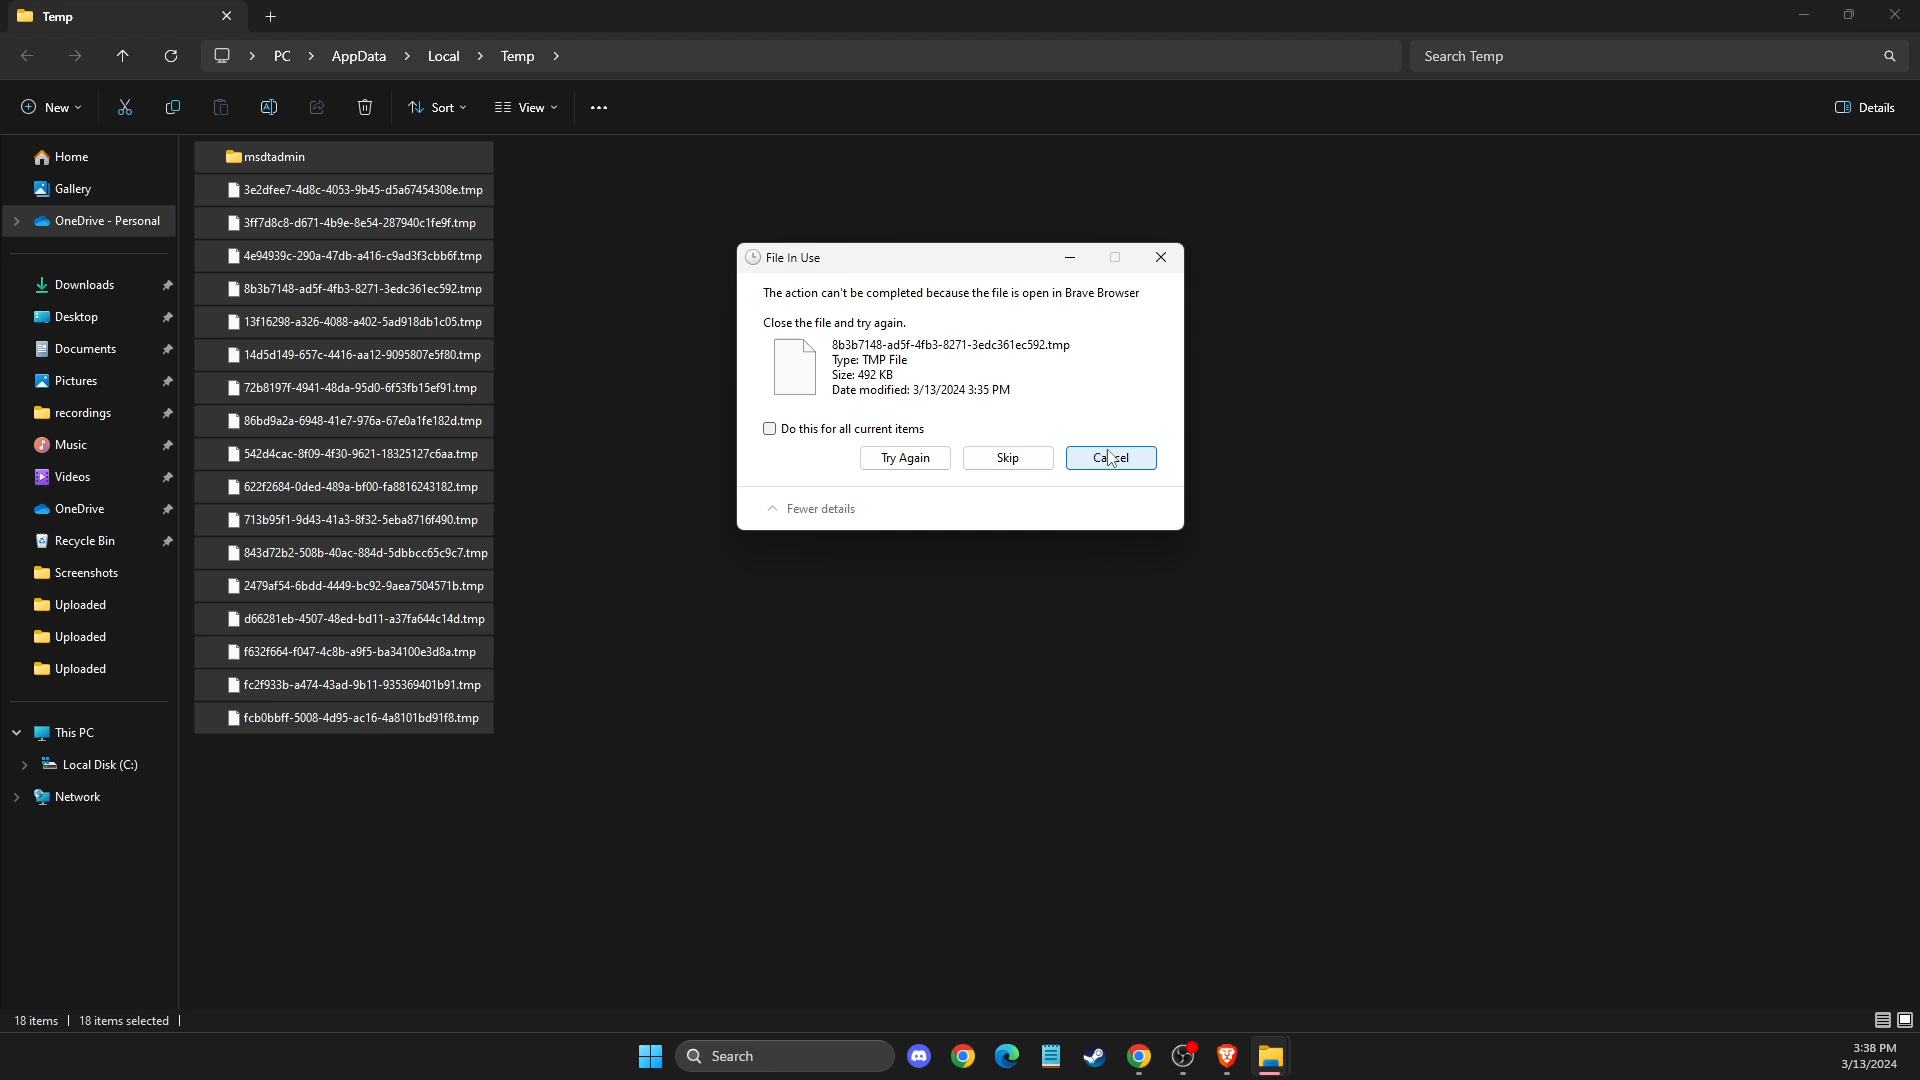 Temp
PC > AppData > Local > Temp >
Search Temp
New
Sort
View
Details
Home
Gallery
OneDrive - Personal
Downloads
Desktop
Documents
Pictures
recordings
Music
Videos
OneDrive
Recycle Bin
Screenshots
Uploaded
Uploaded
Uploaded
This PC
Local Disk (C:)
Network
msdtadmin
3e2dfee7-4d8c-4053-9b45-d5a67454308e.tmp
3ff7d8c8-d671-4b9e-8e54-287940c1fe9f.tmp
4e94939c-290a-47db-a416-c9ad3f3cbb6f.tmp
8b3b7148-ad5f-4fb3-8271-3edc361ec592.tmp
13f16298-a326-4088-a402-5ad918db1c05.tmp
14d5d149-657c-4416-aa12-9095807e5f80.tmp
72b8197f-4941-48da-95d0-6f53fb15ef91.tmp
86bd9a2a-6948-41e7-976a-67e0a1fe182d.tmp
542d4cac-8f09-4f30-9621-18325127c6aa.tmp
622f2684-0ded-489a-bf00-fa8816243182.tmp
713b95f1-9d43-41a3-8f32-5eba8716f490.tmp
843d72b2-508b-40ac-884d-5dbbcc65c9c7.tmp
2479af54-6bdd-4449-bc92-9aea7504571b.tmp
d66281eb-4507-48ed-bd11-a37fa644c14d.tmp
f632f664-f047-4c8b-a9f5-ba34100e3d8a.tmp
fc2f933b-a474-43ad-9b11-935369401b91.tmp
fcb0bbff-5008-4d95-ac16-4a8101bd91f8.tmp
File In Use
The action can't be completed because the file is open in Brave Browser
Close the file and try again.
8b3b7148-ad5f-4fb3-8271-3edc361ec592.tmp
Type: TMP File
Size: 492 KB
Date modified: 3/13/2024 3:35 PM
Do this for all current items
Try Again
Skip
Cancel
Fewer details
18 items
18 items selected
Search
3:38 PM
3/13/2024